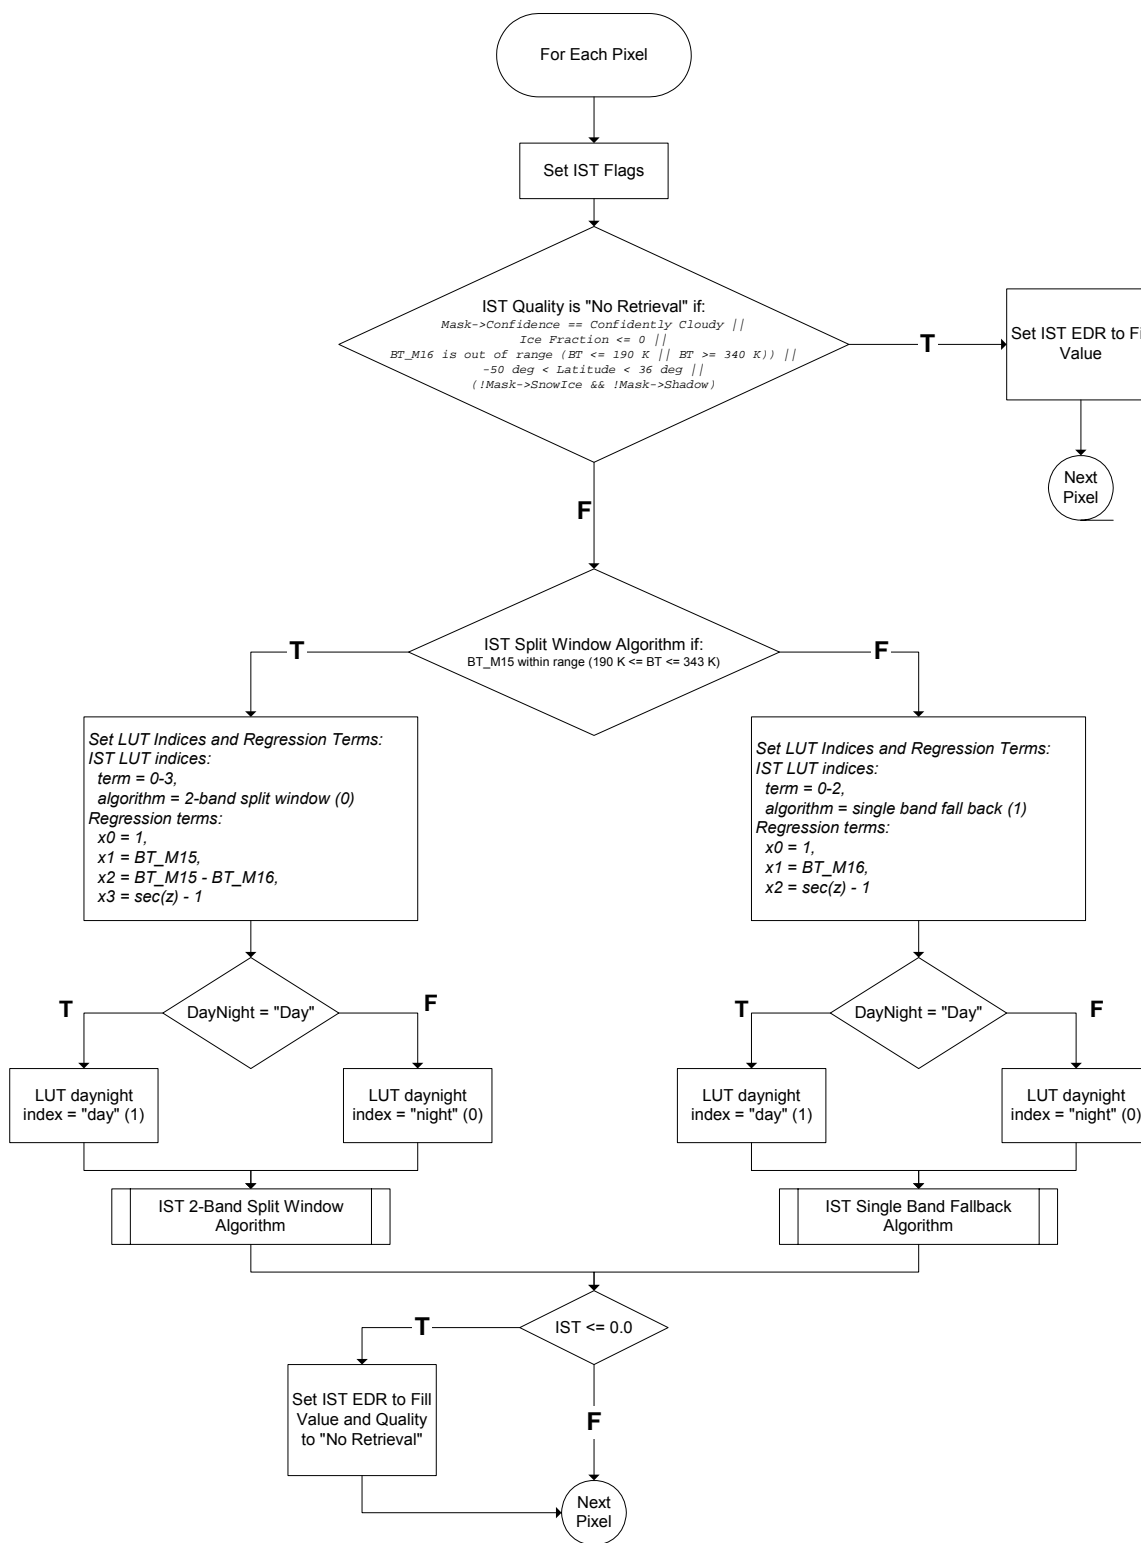 For Each Pixel
Set IST Flags
IST Quality is "No Retrieval" if:
Mask->Confidence == Confidently Cloudy ||
Ice Fraction <= 0 ||
BT_M16 is out of range (BT <= 190 K || BT >= 340 K)) ||
-50 deg < Latitude < 36 deg ||
(!Mask->SnowIce && !Mask->Shadow)
T
Set IST EDR to Fi
Value
Next
Pixel
F
IST Split Window Algorithm if:
BT_M15 within range (190 K <= BT <= 343 K)
T
F
Set LUT Indices and Regression Terms:
IST LUT indices:
term = 0-3,
algorithm = 2-band split window (0)
Regression terms:
x0 = 1,
x1 = BT_M15,
x2 = BT_M15 - BT_M16,
x3 = sec(z) - 1
Set LUT Indices and Regression Terms:
IST LUT indices:
term = 0-2,
algorithm = single band fall back (1)
Regression terms:
x0 = 1,
x1 = BT_M16,
x2 = sec(z) - 1
T
DayNight = "Day"
F
T
DayNight = "Day"
F
LUT daynight
index = "day" (1)
LUT daynight
index = "night" (0)
LUT daynight
index = "day" (1)
LUT daynight
index = "night" (0)
IST 2-Band Split Window
Algorithm
IST Single Band Fallback
Algorithm
T
IST <= 0.0
Set IST EDR to Fill
Value and Quality
to "No Retrieval"
F
Next
Pixel